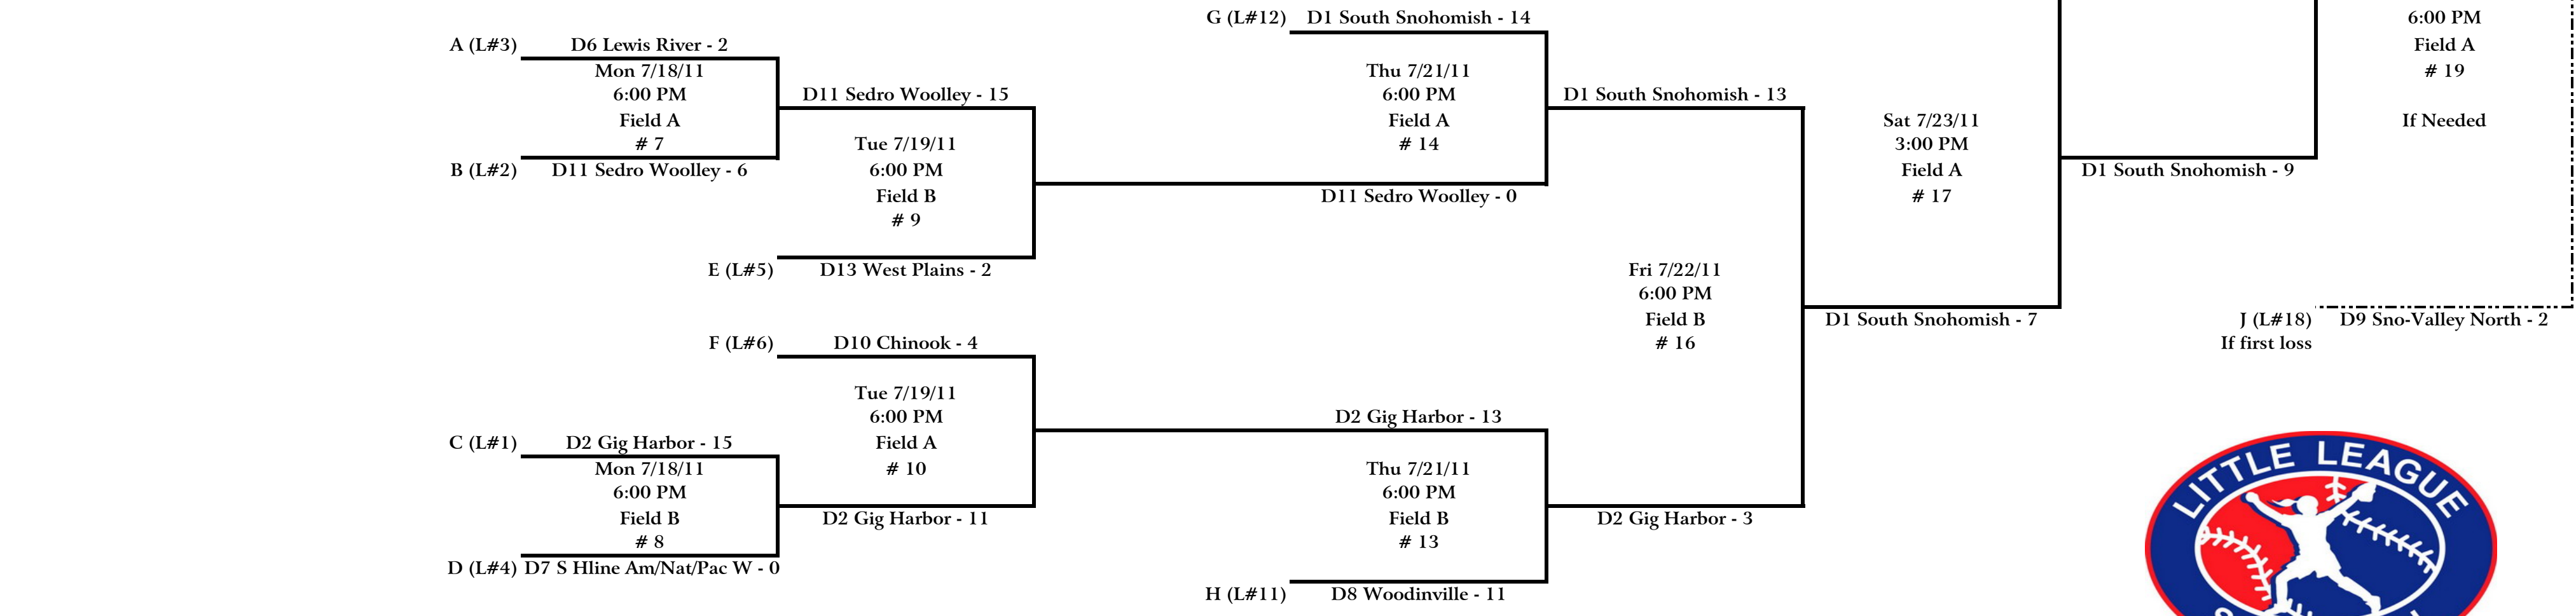 G (L#12) D1 South Snohomish - 14
6:00 PM
Field A
# 19
If Needed
A (L#3) D6 Lewis River - 2
Mon 7/18/11
6:00 PM
Field A
# 7
B (L#2) D11 Sedro Woolley - 6
D11 Sedro Woolley - 15
Tue 7/19/11
6:00 PM
Field B
# 9
E (L#5) D13 West Plains - 2
Thu 7/21/11
6:00 PM
Field A
# 14
D11 Sedro Woolley - 0
D1 South Snohomish - 13
Sat 7/23/11
3:00 PM
Field A
# 17
D1 South Snohomish - 9
Fri 7/22/11
6:00 PM
Field B
# 16
D1 South Snohomish - 7
J (L#18) D9 Sno-Valley North - 2
If first loss
F (L#6) D10 Chinook - 4
Tue 7/19/11
6:00 PM
Field A
# 10
C (L#1) D2 Gig Harbor - 15
Mon 7/18/11
6:00 PM
Field B
# 8
D (L#4) D7 S Hline Am/Nat/Pac W - 0
D2 Gig Harbor - 11
D2 Gig Harbor - 13
Thu 7/21/11
6:00 PM
Field B
# 13
H (L#11) D8 Woodinville - 11
D2 Gig Harbor - 3
LITTLE LEAGUE